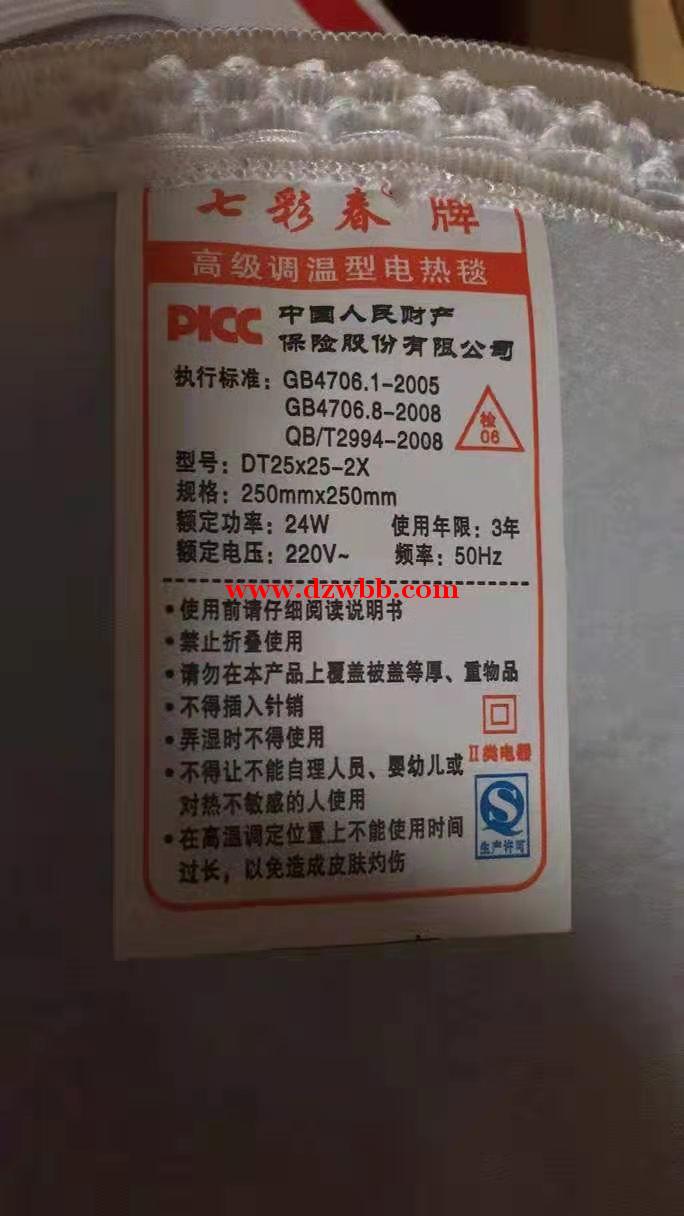 七彩春 牌
高级调温型电热毯
PICC 中国人民财产
保险股份有限公司
执行标准：GB4706.1-2005
GB4706.8-2008
QB/T2994-2008
检
06
型号：DT25x25-2X
规格：250mmx250mm
额定功率：24W 使用年限：3年
额定电压：220V~ 频率：50Hz
www.dzwbb.com
•使用前请仔细阅读说明书
•禁止折叠使用
•请勿在本产品上覆盖被盖等厚、重物品
•不得插入针销
•弄湿时不得使用
II类电器
•不得让不能自理人员、婴幼儿或
对热不敏感的人使用
生产许可
•在高温调定位置上不能使用时间
过长，以免造成皮肤灼伤